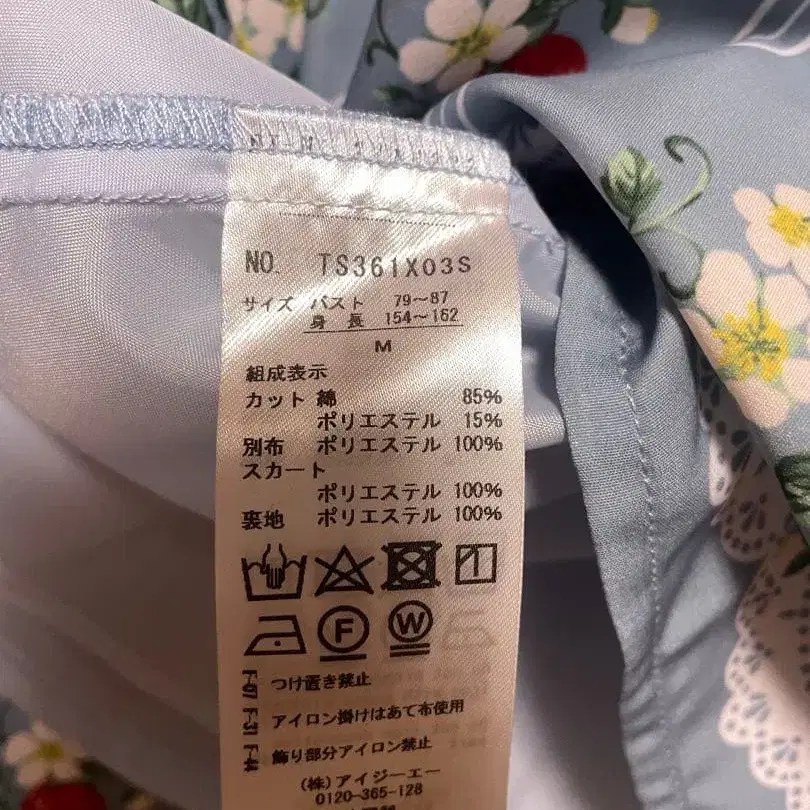 NO. TS361X03S
サイズ バスト 79～87
身長 154～162
M
組成表示
カット 綿 85%
ポリエステル 15%
別布 ポリエステル 100%
スカート
ポリエステル 100%
裏地 ポリエステル 100%
F
W
F-07 つけ置き禁止
F-31 アイロン掛けはあて布使用
F-44 飾り部分アイロン禁止
(株)アイジーエー
0120-365-128